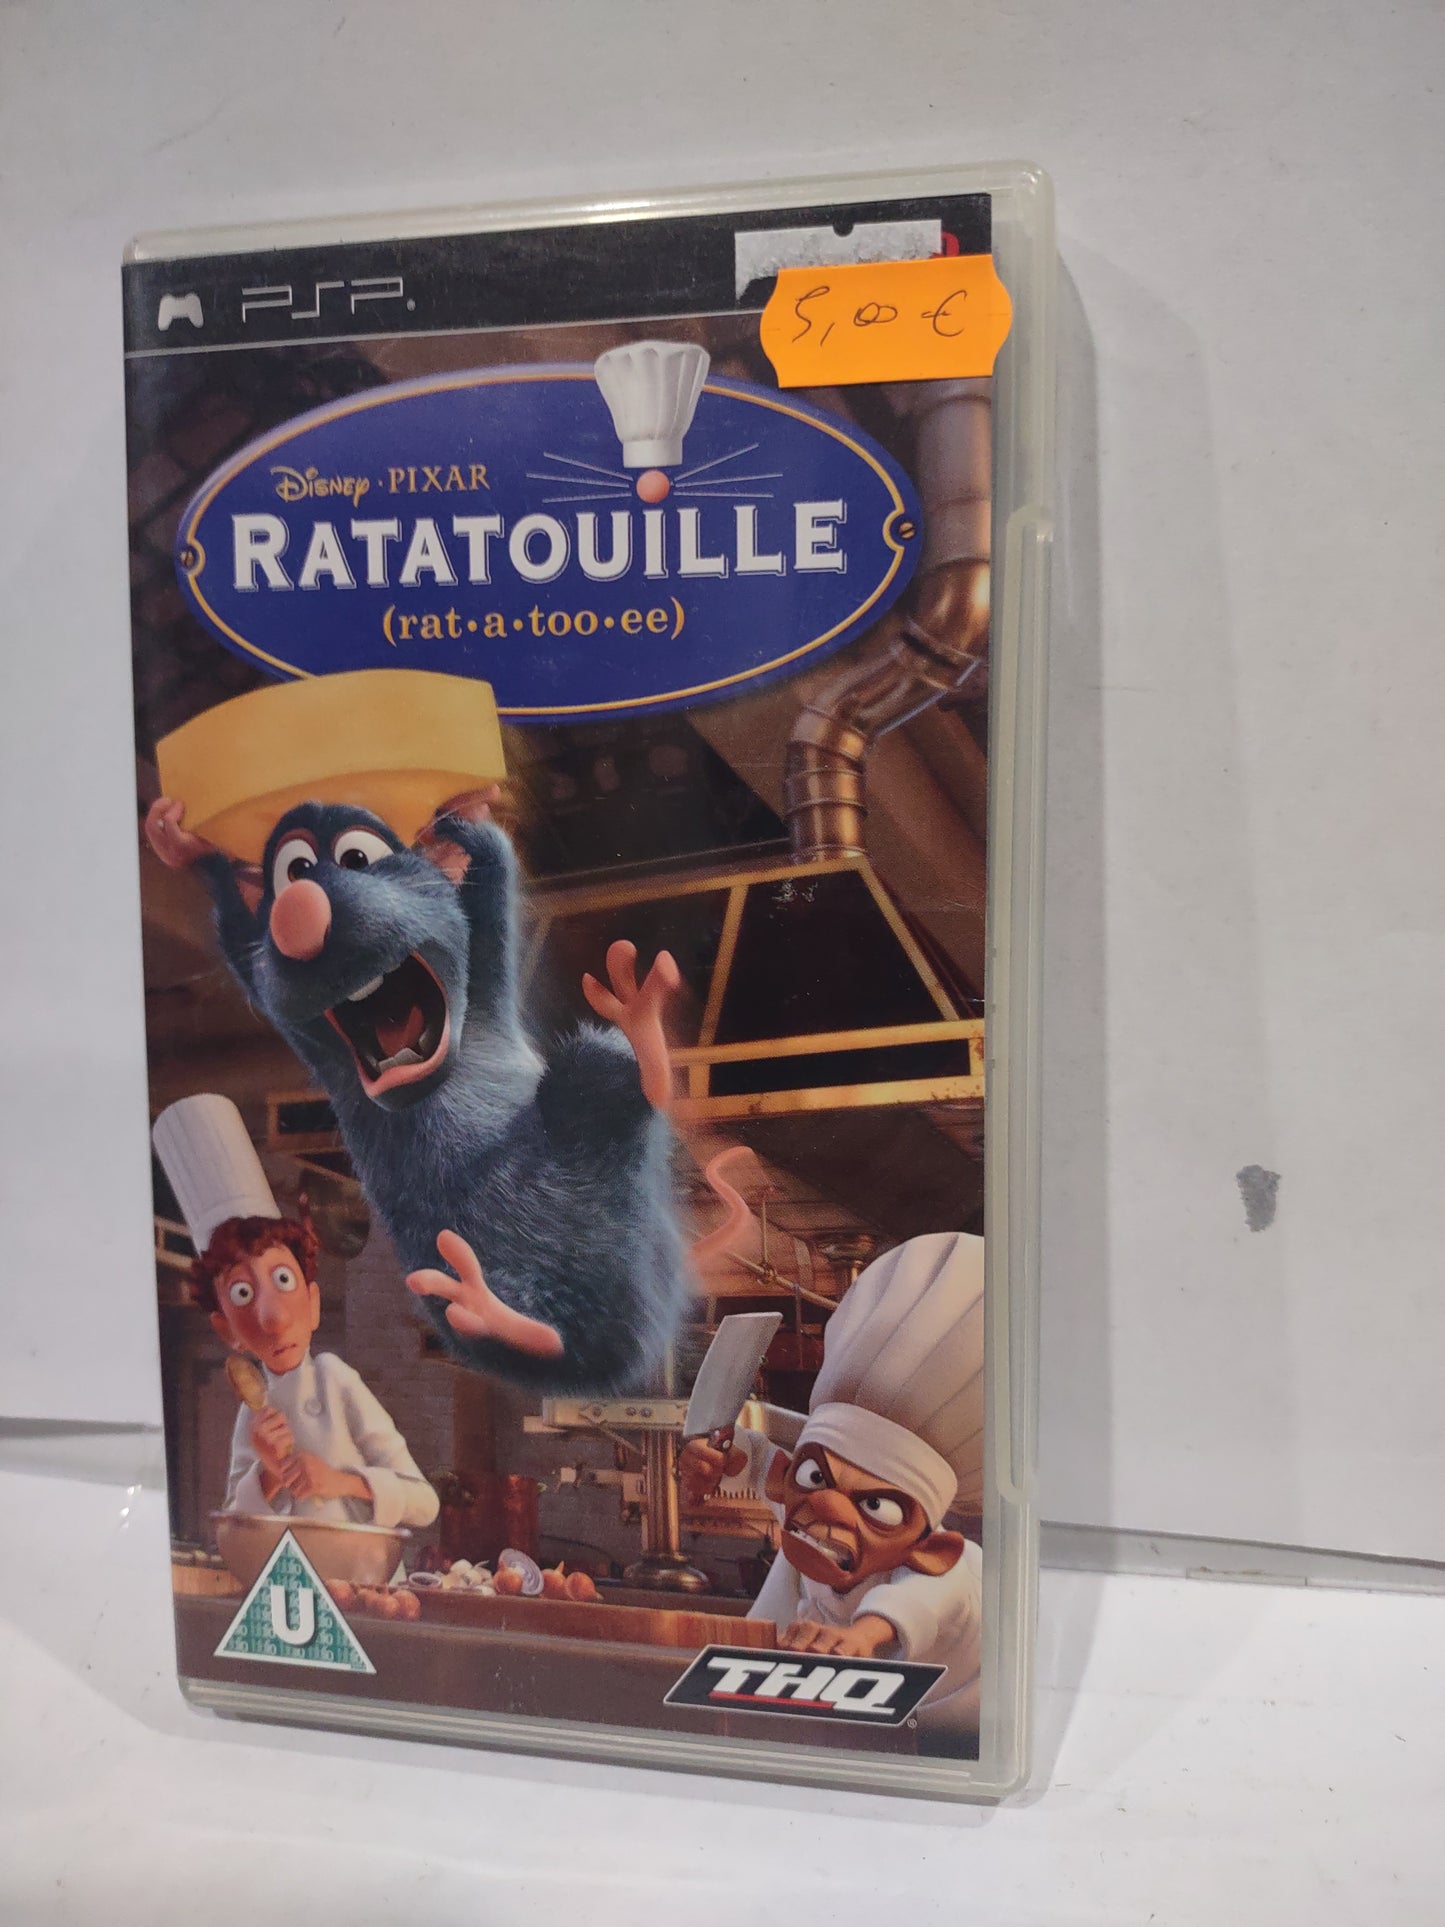 PSP
5,00 €
Disney · PIXAR
RATATOUILLE
(rat•a•too•ee)
U
THQ